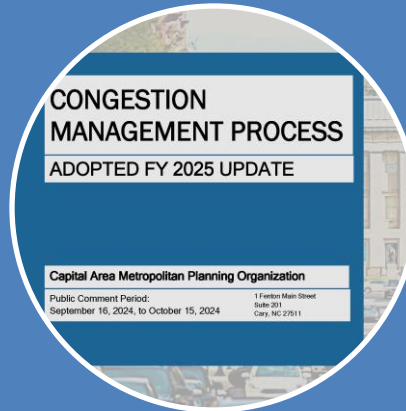 CONGESTION
MANAGEMENT PROCESS
ADOPTED FY 2025 UPDATE
Capital Area Metropolitan Planning Organization
Public Comment Period:
September 16, 2024, to October 15, 2024
1 Fenton Main Street
Suite 201
Cary, NC 27511